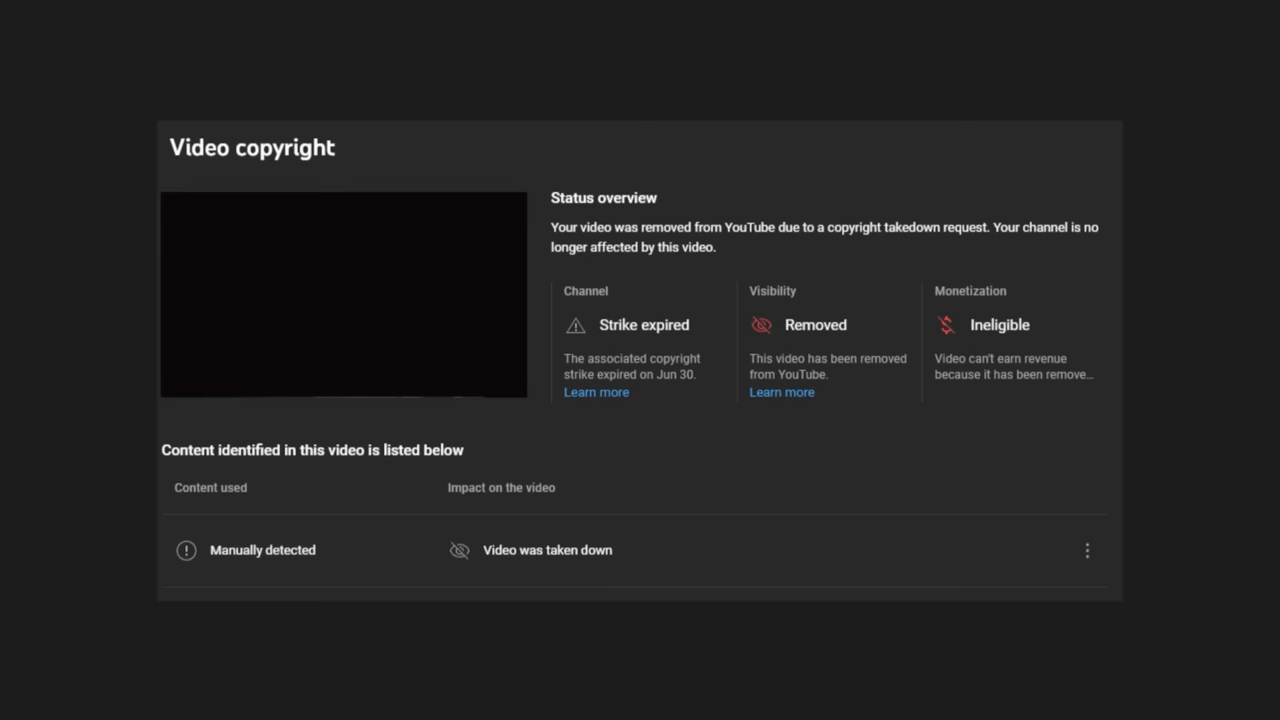 Video copyright
Status overview
Your video was removed from YouTube due to a copyright takedown request. Your channel is no
longer affected by this video.
Channel
Strike expired
The associated copyright
strike expired on Jun 30.
Learn more
Visibility
Removed
This video has been removed
from YouTube.
Learn more
Monetization
Ineligible
Video can't earn revenue
because it has been remove...
Content identified in this video is listed below
Content used
Impact on the video
Manually detected
Video was taken down